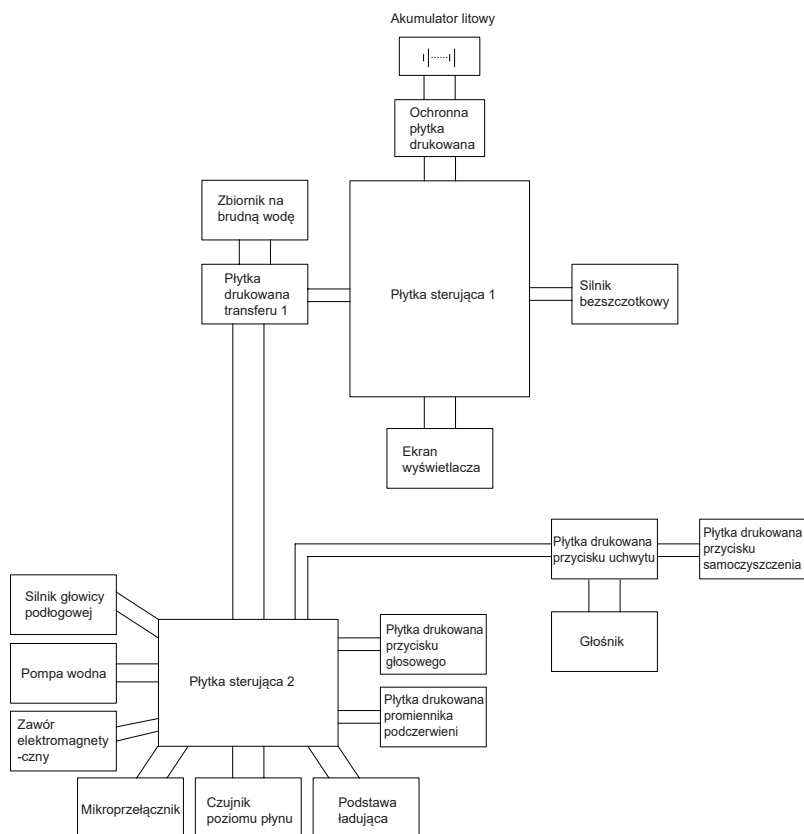 Akumulator litowy
Ochronna
płytka
drukowana
Zbiornik na
brudną wodę
Płytka
drukowana
transferu 1
Płytka sterująca 1
Silnik
bezszczotkowy
Ekran
wyświetlacza
Płytka drukowana
przycisku uchwytu
Płytka drukowana
przycisku
samoczyszczenia
Głośnik
Silnik głowicy
podłogowej
Pompa wodna
Zawór
elektromagnety
-czny
Płytka sterująca 2
Płytka drukowana
przycisku
głosowego
Płytka drukowana
promiennika
podczerwieni
Mikroprzełącznik
Czujnik
poziomu płynu
Podstawa
ładująca